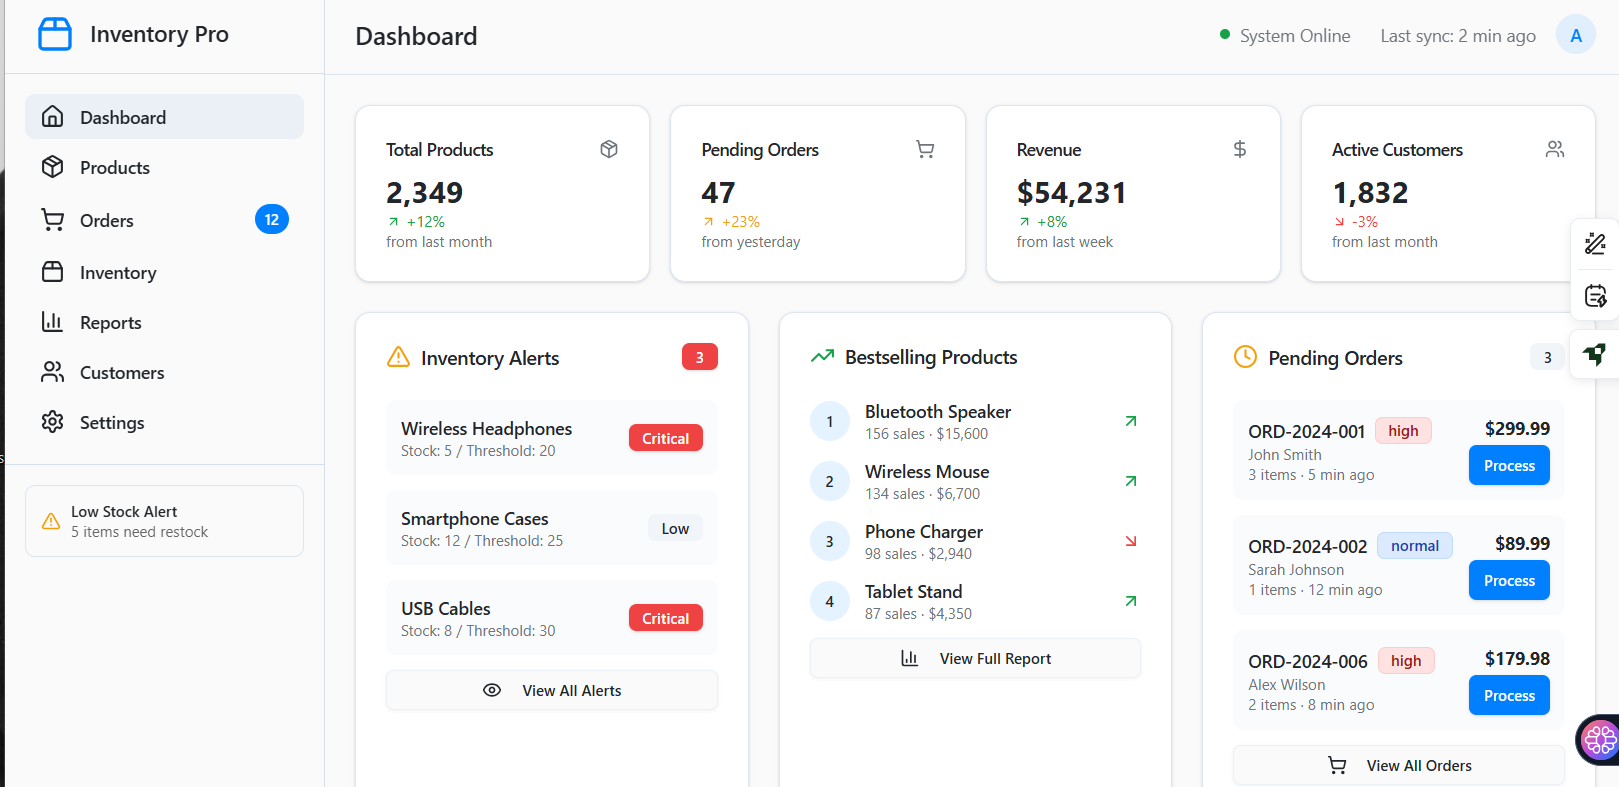 Inventory Pro
Dashboard
System Online
Last sync: 2 min ago
A
Dashboard
Products
Orders
12
Inventory
Reports
Customers
Settings
Low Stock Alert
5 items need restock
Total Products
2,349
+12%
from last month
Pending Orders
47
+23%
from yesterday
Revenue
$54,231
+8%
from last week
Active Customers
1,832
-3%
from last month
Inventory Alerts
3
Wireless Headphones
Stock: 5 / Threshold: 20
Critical
Smartphone Cases
Stock: 12 / Threshold: 25
Low
USB Cables
Stock: 8 / Threshold: 30
Critical
View All Alerts
Bestselling Products
1
Bluetooth Speaker
156 sales · $15,600
2
Wireless Mouse
134 sales · $6,700
3
Phone Charger
98 sales · $2,940
4
Tablet Stand
87 sales · $4,350
View Full Report
Pending Orders
3
ORD-2024-001 high
$299.99
John Smith
3 items · 5 min ago
Process
ORD-2024-002 normal
$89.99
Sarah Johnson
1 items · 12 min ago
Process
ORD-2024-006 high
$179.98
Alex Wilson
2 items · 8 min ago
Process
View All Orders